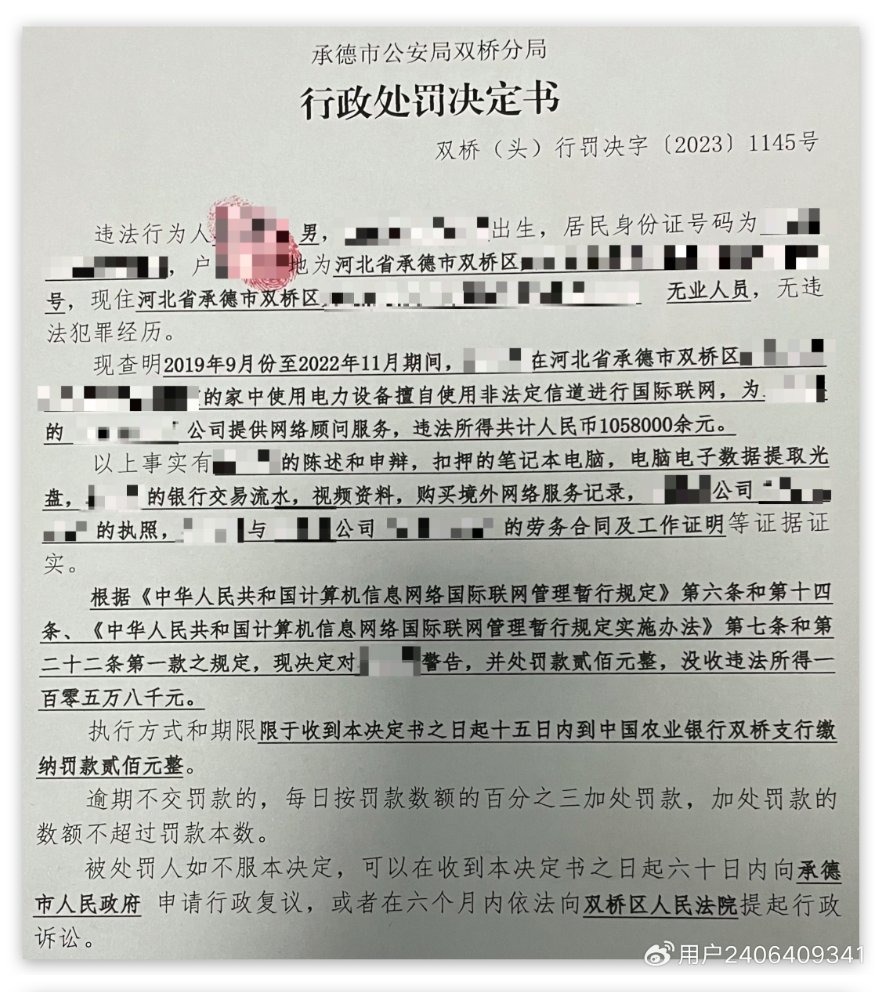 承德市公安局双桥分局
行政处罚决定书
双桥（头）行罚决字〔2023〕1145号
违法行为人 男， 出生，居民身份证号码为
，户 地为河北省承德市双桥区
号，现住河北省承德市双桥区 无业人员，无违
法犯罪经历。
现查明2019年9月份至2022年11月期间， 在河北省承德市双桥区
的家中使用电力设备擅自使用非法定信道进行国际联网，为
的 公司提供网络顾问服务，违法所得共计人民币1058000余元。
以上事实有 的陈述和申辩，扣押的笔记本电脑，电脑电子数据提取光
盘， 的银行交易流水，视频资料，购买境外网络服务记录， 公司
的执照， 与 公司 的劳务合同及工作证明等证据证
实。
根据《中华人民共和国计算机信息网络国际联网管理暂行规定》第六条和第十四
条、《中华人民共和国计算机信息网络国际联网管理暂行规定实施办法》第七条和第
二十二条第一款之规定，现决定对 警告，并处罚款贰佰元整，没收违法所得一
百零五万八千元。
执行方式和期限限于收到本决定书之日起十五日内到中国农业银行双桥支行缴
纳罚款贰佰元整。
逾期不交罚款的，每日按罚款数额的百分之三加处罚款，加处罚款的
数额不超过罚款本数。
被处罚人如不服本决定，可以在收到本决定书之日起六十日内向承德
市人民政府 申请行政复议，或者在六个月内依法向双桥区人民法院提起行政
诉讼。
用户2406409341